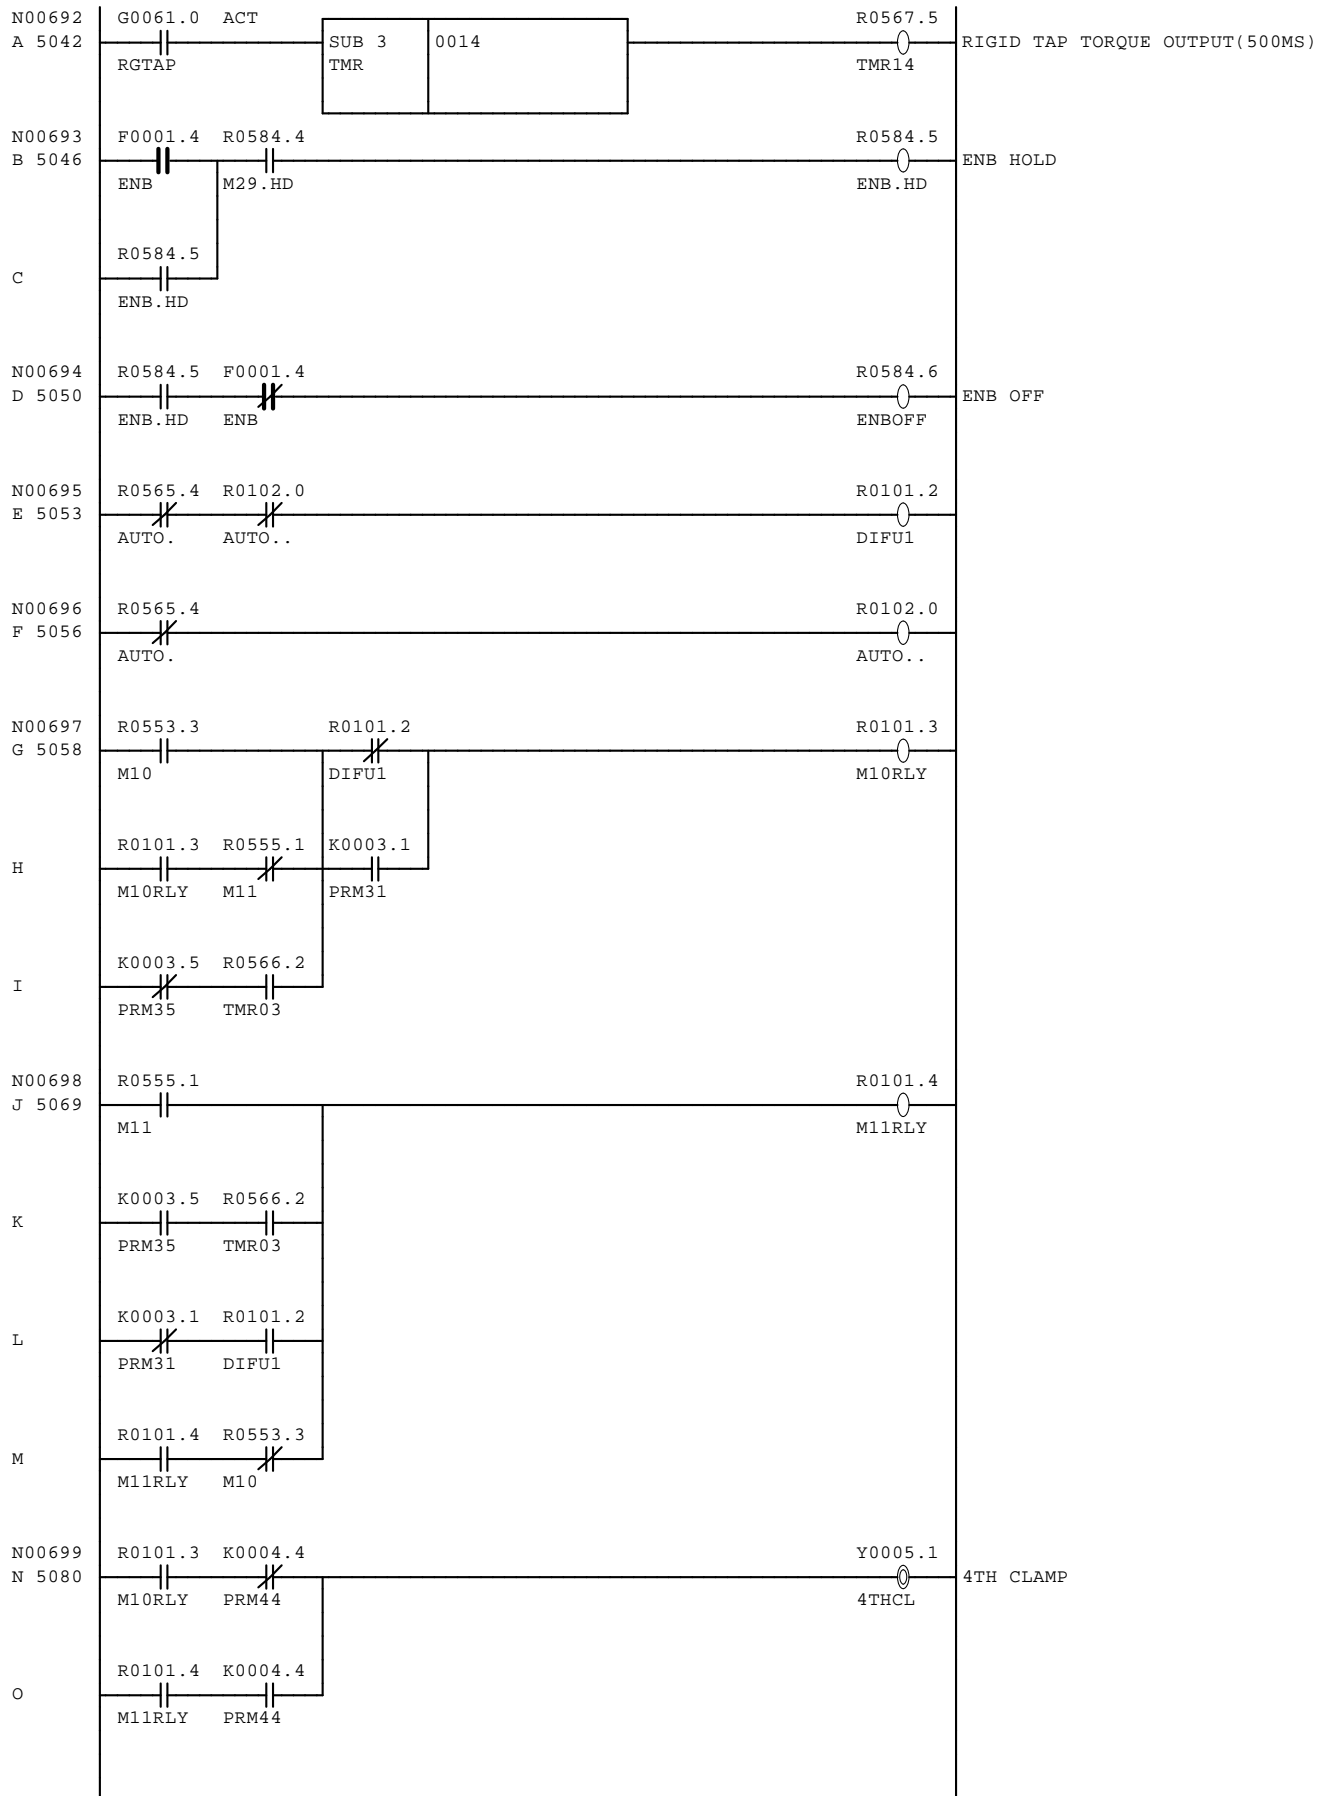 N00692 G0061.0 ACT R0567.5
A 5042 SUB 3 0014 RIGID TAP TORQUE OUTPUT(500MS)
RGTAP TMR TMR14
N00693 F0001.4 R0584.4 R0584.5
B 5046 ENB HOLD
ENB M29.HD ENB.HD
R0584.5
C
ENB.HD
N00694 R0584.5 F0001.4 R0584.6
D 5050 ENB OFF
ENB.HD ENB ENBOFF
N00695 R0565.4 R0102.0 R0101.2
E 5053
AUTO. AUTO.. DIFU1
N00696 R0565.4 R0102.0
F 5056
AUTO. AUTO..
N00697 R0553.3 R0101.2 R0101.3
G 5058
M10 DIFU1 M10RLY
R0101.3 R0555.1 K0003.1
H
M10RLY M11 PRM31
K0003.5 R0566.2
I
PRM35 TMR03
N00698 R0555.1 R0101.4
J 5069
M11 M11RLY
K0003.5 R0566.2
K
PRM35 TMR03
K0003.1 R0101.2
L
PRM31 DIFU1
R0101.4 R0553.3
M
M11RLY M10
N00699 R0101.3 K0004.4 Y0005.1
N 5080 4TH CLAMP
M10RLY PRM44 4THCL
R0101.4 K0004.4
O
M11RLY PRM44